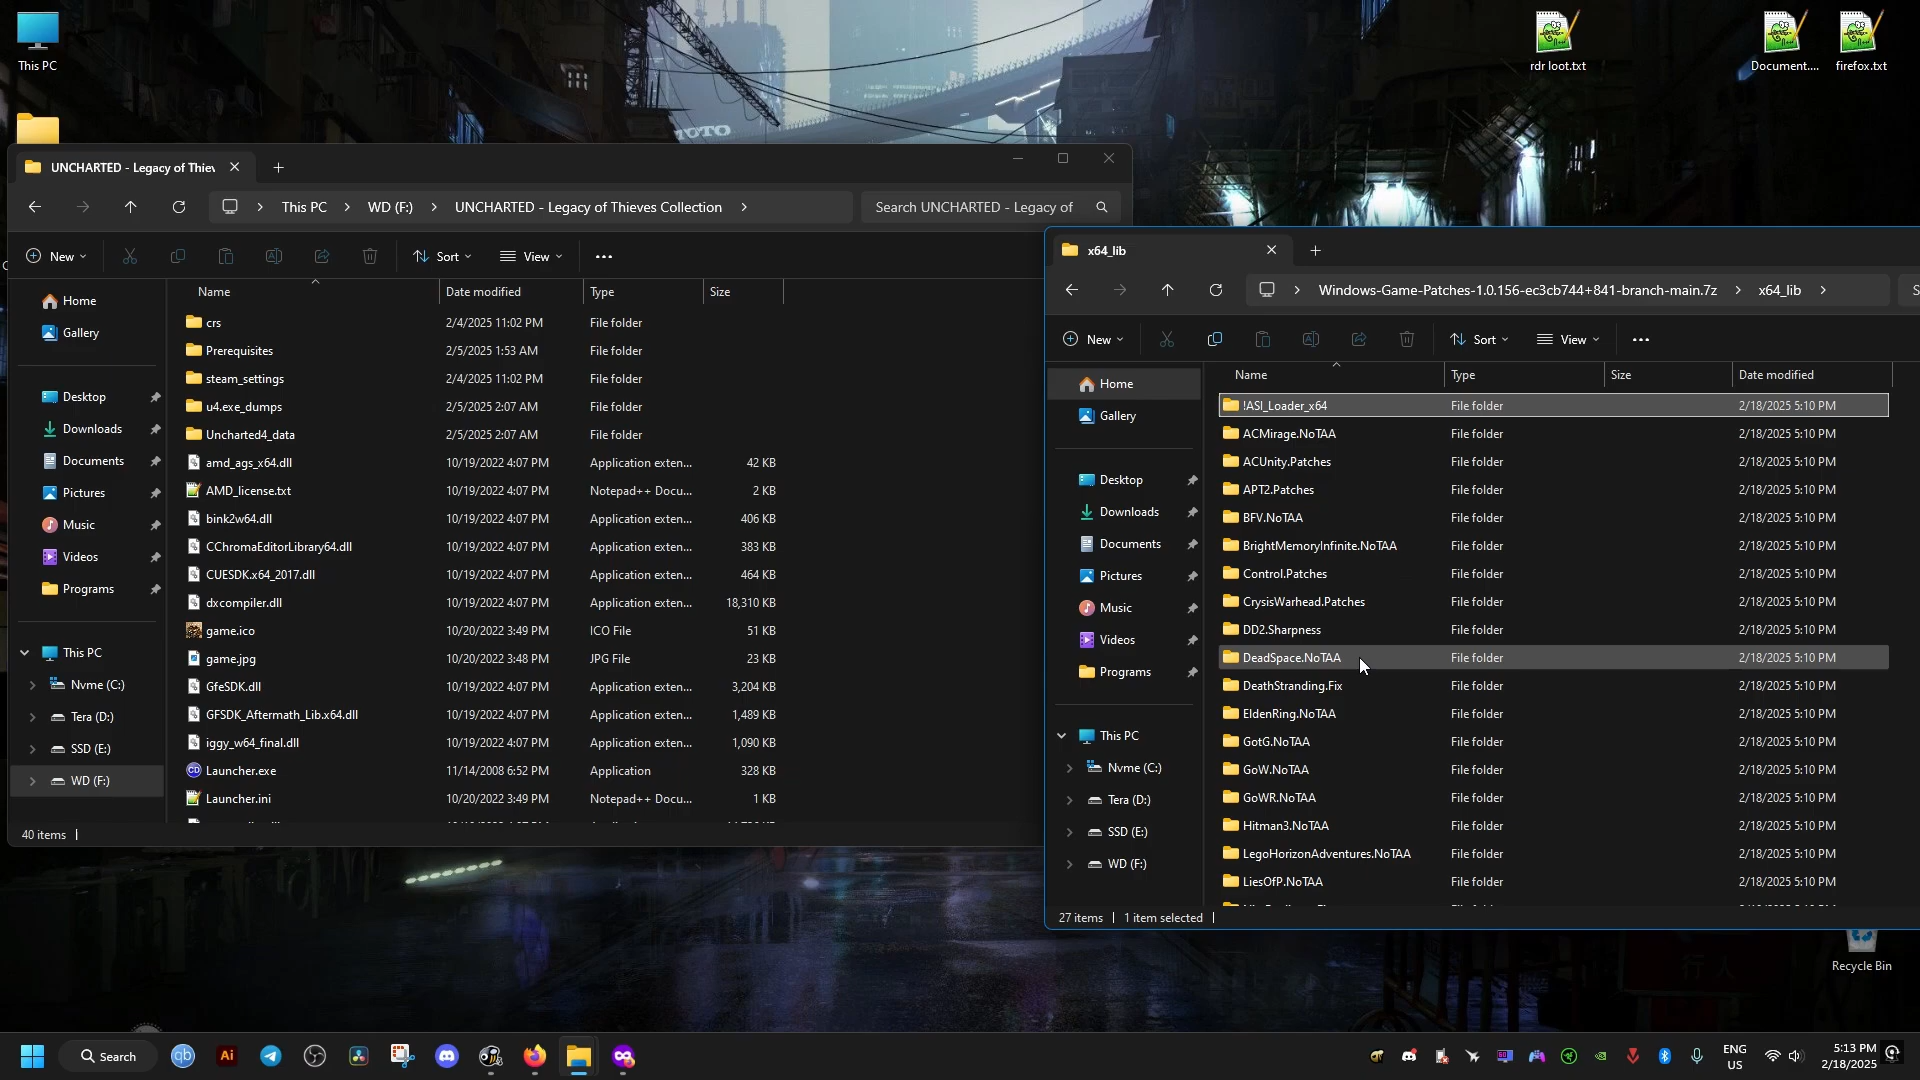 This PC
rdr loot.txt
Document....
firefox.txt
UNCHARTED - Legacy of Thiev
This PC
WD (F:)
UNCHARTED - Legacy of Thieves Collection
Search UNCHARTED - Legacy of
New
Sort
View
Name
Date modified
Type
Size
Home
Gallery
Desktop
Downloads
Documents
Pictures
Music
Videos
Programs
This PC
Nvme (C:)
Tera (D:)
SSD (E:)
WD (F:)
crs 2/4/2025 11:02 PM File folder
Prerequisites 2/5/2025 1:53 AM File folder
steam_settings 2/4/2025 11:02 PM File folder
u4.exe_dumps 2/5/2025 2:07 AM File folder
Uncharted4_data 2/5/2025 2:07 AM File folder
amd_ags_x64.dll 10/19/2022 4:07 PM Application exten... 42 KB
AMD_license.txt 10/19/2022 4:07 PM Notepad++ Docu... 2 KB
bink2w64.dll 10/19/2022 4:07 PM Application exten... 406 KB
CChromaEditorLibrary64.dll 10/19/2022 4:07 PM Application exten... 383 KB
CUESDK.x64_2017.dll 10/19/2022 4:07 PM Application exten... 464 KB
dxcompiler.dll 10/19/2022 4:07 PM Application exten... 18,310 KB
game.ico 10/20/2022 3:49 PM ICO File 51 KB
game.jpg 10/20/2022 3:48 PM JPG File 23 KB
GfeSDK.dll 10/19/2022 4:07 PM Application exten... 3,204 KB
GFSDK_Aftermath_Lib.x64.dll 10/19/2022 4:07 PM Application exten... 1,489 KB
iggy_w64_final.dll 10/19/2022 4:07 PM Application exten... 1,090 KB
Launcher.exe 11/14/2008 6:52 PM Application 328 KB
Launcher.ini 10/20/2022 3:49 PM Notepad++ Docu... 1 KB
40 items
x64_lib
Windows-Game-Patches-1.0.156-ec3cb744+841-branch-main.7z
x64_lib
S
New
Sort
View
Name
Type
Size
Date modified
Home
Gallery
Desktop
Downloads
Documents
Pictures
Music
Videos
Programs
This PC
Nvme (C:)
Tera (D:)
SSD (E:)
WD (F:)
!ASI_Loader_x64 File folder 2/18/2025 5:10 PM
ACMirage.NoTAA File folder 2/18/2025 5:10 PM
ACUnity.Patches File folder 2/18/2025 5:10 PM
APT2.Patches File folder 2/18/2025 5:10 PM
BFV.NoTAA File folder 2/18/2025 5:10 PM
BrightMemoryInfinite.NoTAA File folder 2/18/2025 5:10 PM
Control.Patches File folder 2/18/2025 5:10 PM
CrysisWarhead.Patches File folder 2/18/2025 5:10 PM
DD2.Sharpness File folder 2/18/2025 5:10 PM
DeadSpace.NoTAA File folder 2/18/2025 5:10 PM
DeathStranding.Fix File folder 2/18/2025 5:10 PM
EldenRing.NoTAA File folder 2/18/2025 5:10 PM
GotG.NoTAA File folder 2/18/2025 5:10 PM
GoW.NoTAA File folder 2/18/2025 5:10 PM
GoWR.NoTAA File folder 2/18/2025 5:10 PM
Hitman3.NoTAA File folder 2/18/2025 5:10 PM
LegoHorizonAdventures.NoTAA File folder 2/18/2025 5:10 PM
LiesOfP.NoTAA File folder 2/18/2025 5:10 PM
27 items
1 item selected
Recycle Bin
Search
qb
Ai
ENG
US
5:13 PM
2/18/2025